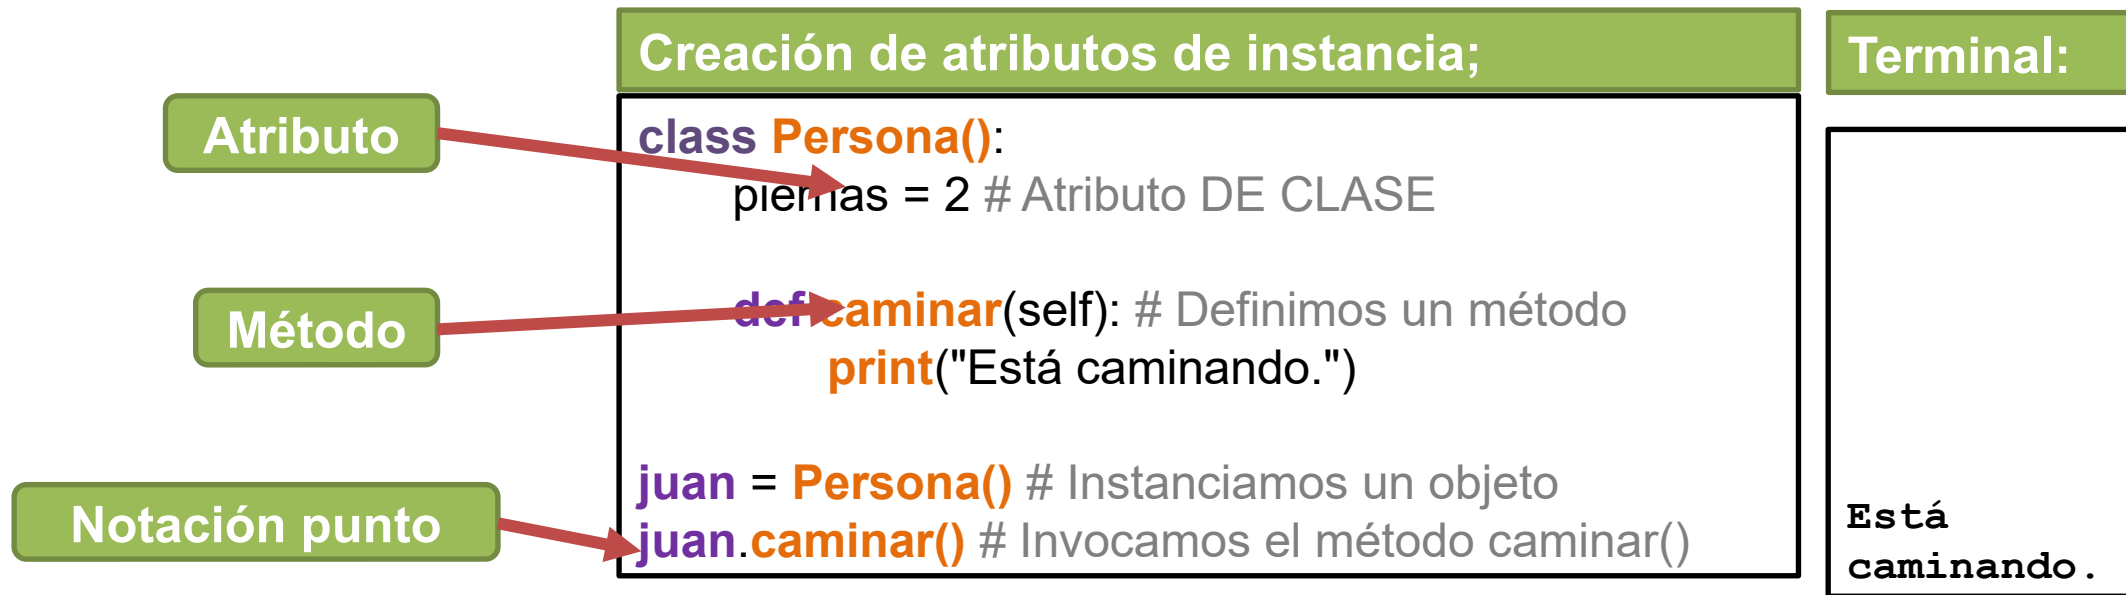 Creación de atributos de instancia;
Terminal:
Atributo
class Persona():
piernas = 2 # Atributo DE CLASE
Método
def caminar(self): # Definimos un método
print("Está caminando.")
Notación punto
juan = Persona() # Instanciamos un objeto
juan.caminar() # Invocamos el método caminar()
Está
caminando.